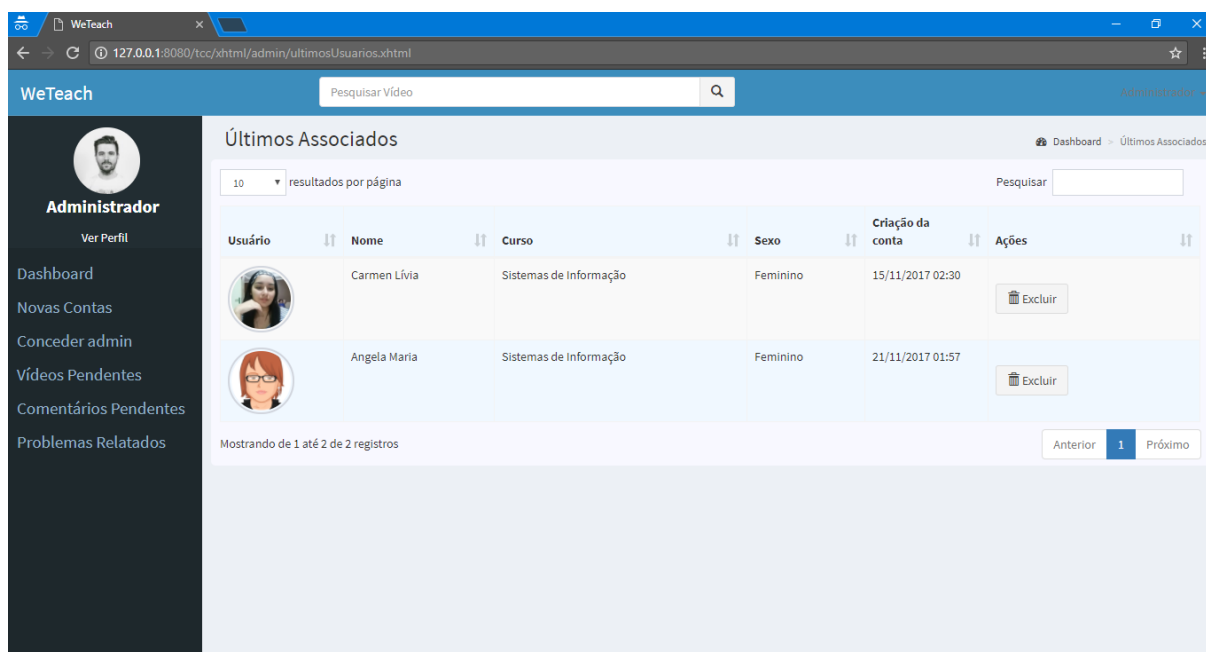 WeTeach
127.0.0.1:8080/tcc/xhtml/admin/ultimosUsuarios.xhtml
WeTeach
Pesquisar Vídeo
Administrador
Administrador
Ver Perfil
Dashboard
Novas Contas
Conceder admin
Vídeos Pendentes
Comentários Pendentes
Problemas Relatados
Últimos Associados
Dashboard > Últimos Associados
10 resultados por página
Pesquisar
Usuário Nome Curso Sexo Criação da conta Ações
Carmen Lívia Sistemas de Informação Feminino 15/11/2017 02:30 Excluir
Angela Maria Sistemas de Informação Feminino 21/11/2017 01:57 Excluir
Mostrando de 1 até 2 de 2 registros
Anterior 1 Próximo